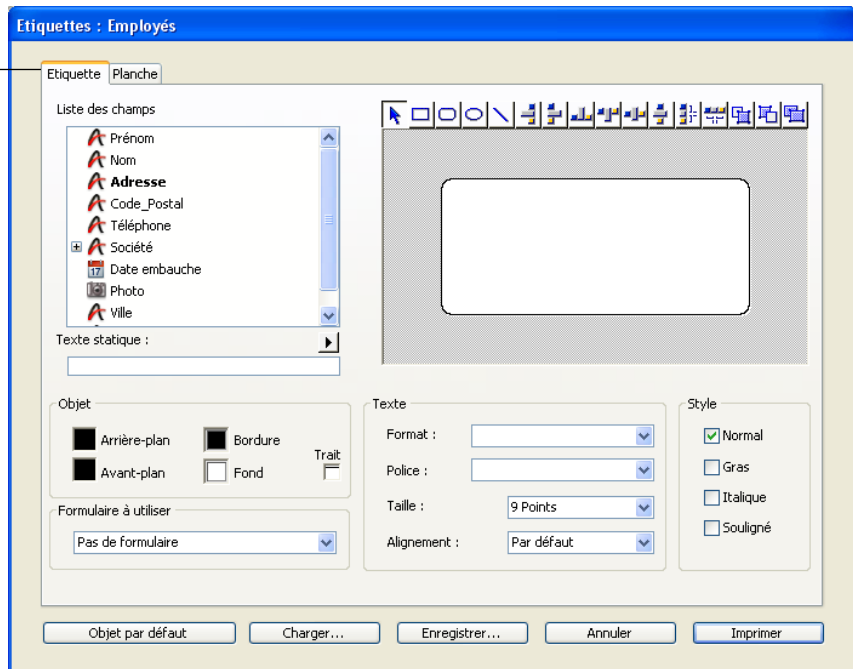 Etiquettes : Employés
Etiquette
Planche
Liste des champs
Prénom
Nom
Adresse
Code_Postal
Téléphone
Société
17 Date embauche
Photo
Ville
Texte statique :
Objet
Arrière-plan
Bordure
Avant-plan
Fond
Trait
Formulaire à utiliser
Pas de formulaire
Texte
Format :
Police :
Taille :
9 Points
Alignement :
Par défaut
Style
Normal
Gras
Italique
Souligné
Objet par défaut
Charger...
Enregistrer...
Annuler
Imprimer